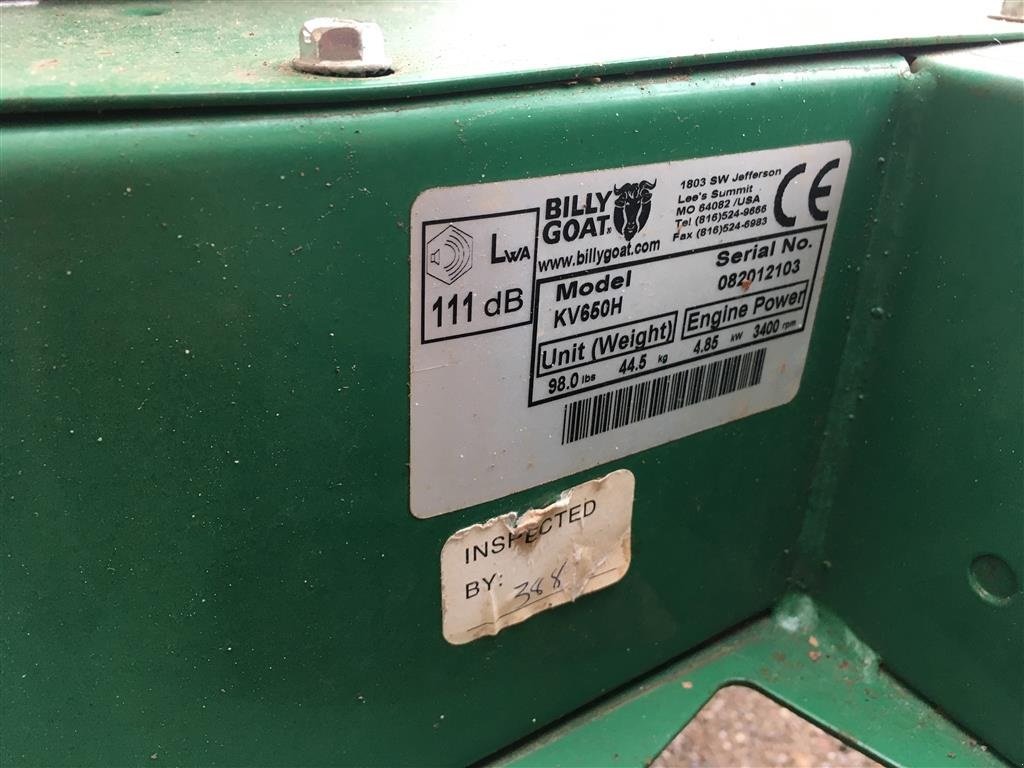 BILLY
GOAT®
www.billygoat.com
1803 SW Jefferson
Lee's Summit
MO 64082 /USA
Tel (816)524-9666
Fax (816)524-6983
CE
LWA
111 dB
Model
KV650H
Serial No.
082012103
Unit (Weight)
98.0 lbs 44.5 kg
Engine Power
4.85 kW 3400 rpm
INSPECTED
BY: 388